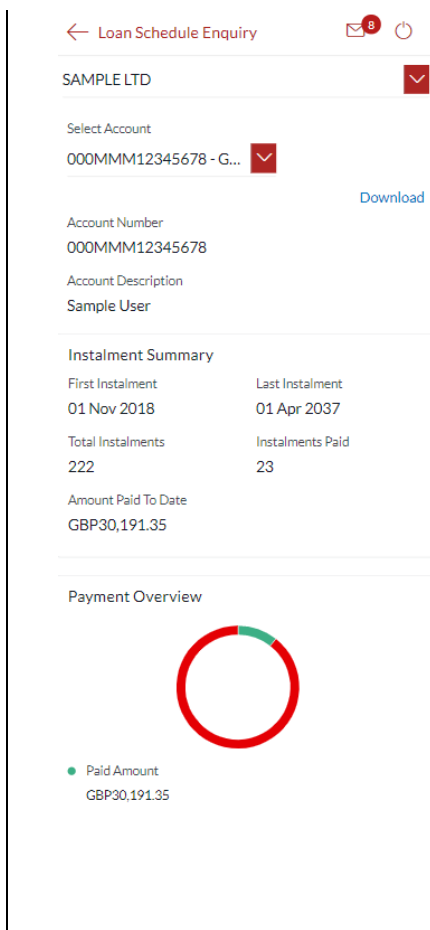 Loan Schedule Enquiry
8
SAMPLE LTD
Select Account
000MMM12345678 - G...
Download
Account Number
000MMM12345678
Account Description
Sample User
Instalment Summary
First Instalment Last Instalment
01 Nov 2018 01 Apr 2037
Total Instalments Instalments Paid
222 23
Amount Paid To Date
GBP30,191.35
Payment Overview
Paid Amount
GBP30,191.35